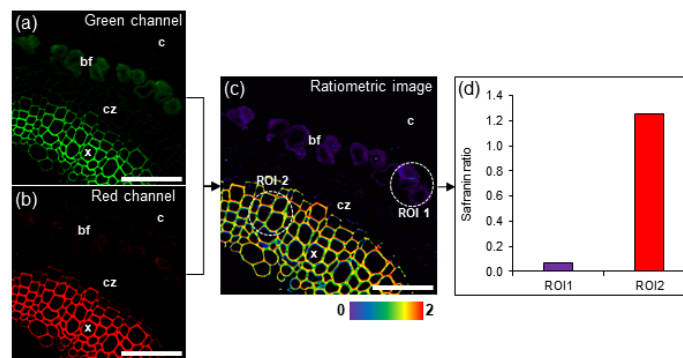 (a)
Green channel
c
bf
cz
x
(b)
Red channel
c
bf
cz
x
(c)
Ratiometric image
c
bf
cz
ROI 2
ROI 1
x
0
2
(d)
Safranin ratio
1.4
1.2
1.0
0.8
0.6
0.4
0.2
0.0
ROI1 ROI2